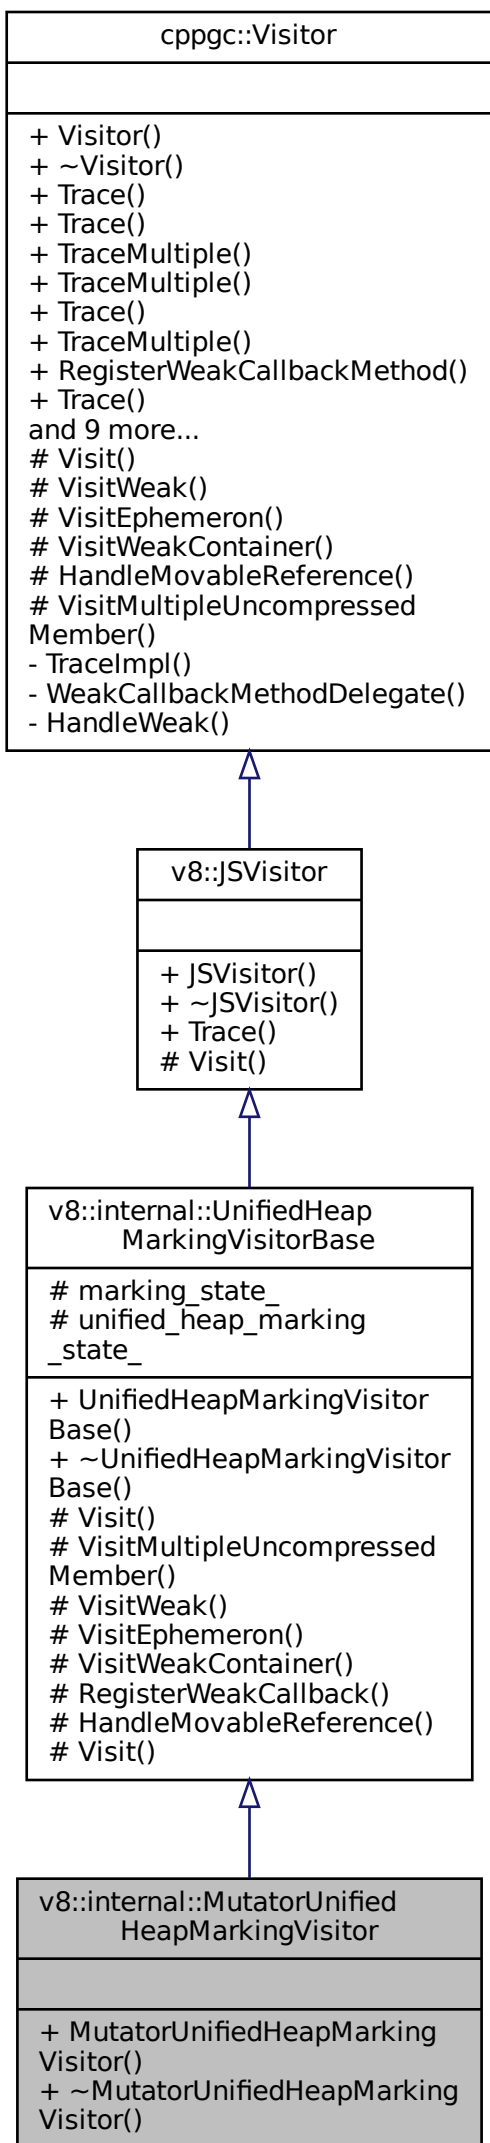 cppgc::Visitor
+ Visitor()
+ ~Visitor()
+ Trace()
+ Trace()
+ TraceMultiple()
+ TraceMultiple()
+ Trace()
+ TraceMultiple()
+ RegisterWeakCallbackMethod()
+ Trace()
and 9 more...
# Visit()
# VisitWeak()
# VisitEphemeron()
# VisitWeakContainer()
# HandleMovableReference()
# VisitMultipleUncompressed
Member()
- TraceImpl()
- WeakCallbackMethodDelegate()
- HandleWeak()
v8::JSVisitor
+ JSVisitor()
+ ~JSVisitor()
+ Trace()
# Visit()
v8::internal::UnifiedHeap
MarkingVisitorBase
# marking_state_
# unified_heap_marking
_state_
+ UnifiedHeapMarkingVisitor
Base()
+ ~UnifiedHeapMarkingVisitor
Base()
# Visit()
# VisitMultipleUncompressed
Member()
# VisitWeak()
# VisitEphemeron()
# VisitWeakContainer()
# RegisterWeakCallback()
# HandleMovableReference()
# Visit()
v8::internal::MutatorUnified
HeapMarkingVisitor
+ MutatorUnifiedHeapMarking
Visitor()
+ ~MutatorUnifiedHeapMarking
Visitor()